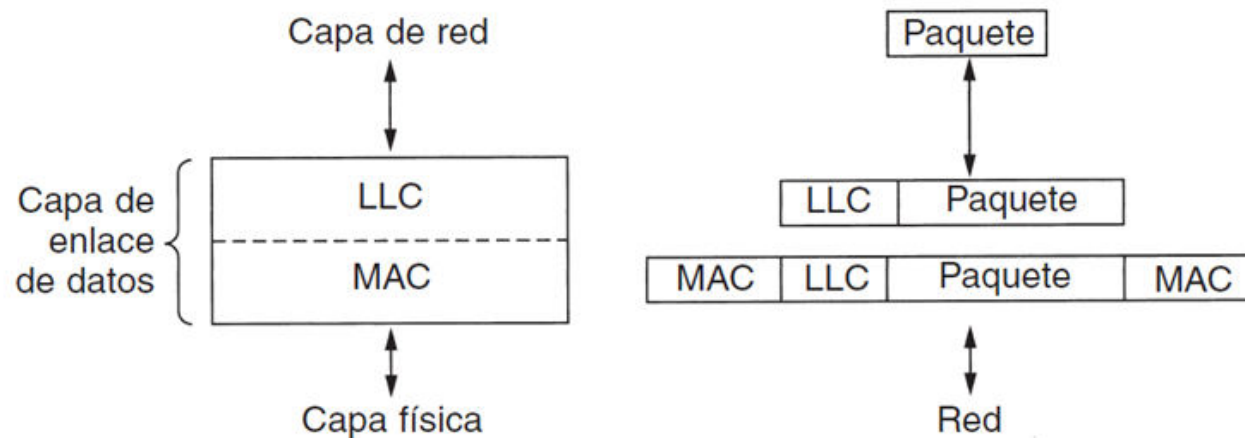 Capa de red
LLC
Capa de
enlace
de datos
MAC
Capa física
Paquete
LLC Paquete
MAC LLC Paquete MAC
Red